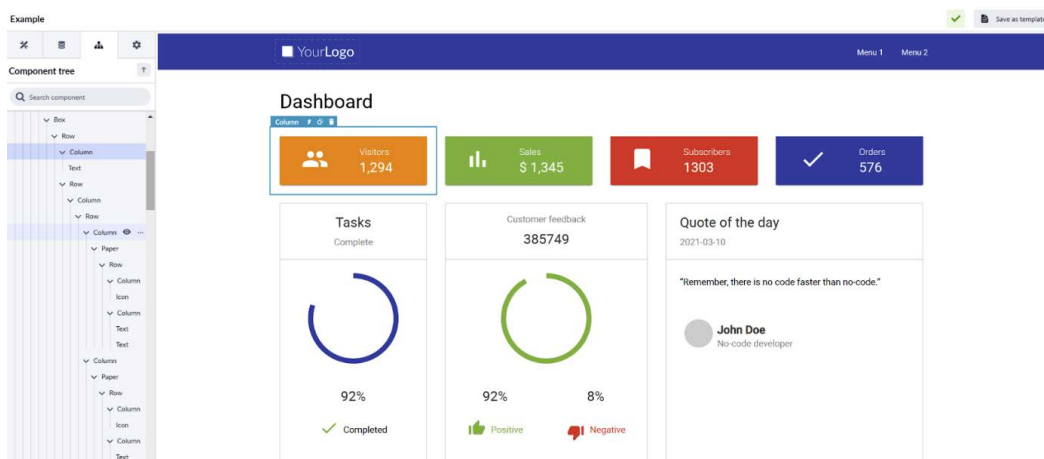 Example
Save as template
Component tree
Search component
Box
Row
Column
Text
Row
Column
Row
Column
Paper
Row
Column
Icon
Column
Text
Text
Column
Paper
Row
Column
Icon
Column
Text
YourLogo
Menu 1 Menu 2
Dashboard
Column
Visitors
1,294
Sales
$ 1,345
Subscribers
1303
Orders
576
Tasks
Complete
92%
Completed
Customer feedback
385749
92% 8%
Positive Negative
Quote of the day
2021-03-10
“Remember, there is no code faster than no-code.”
John Doe
No-code developer